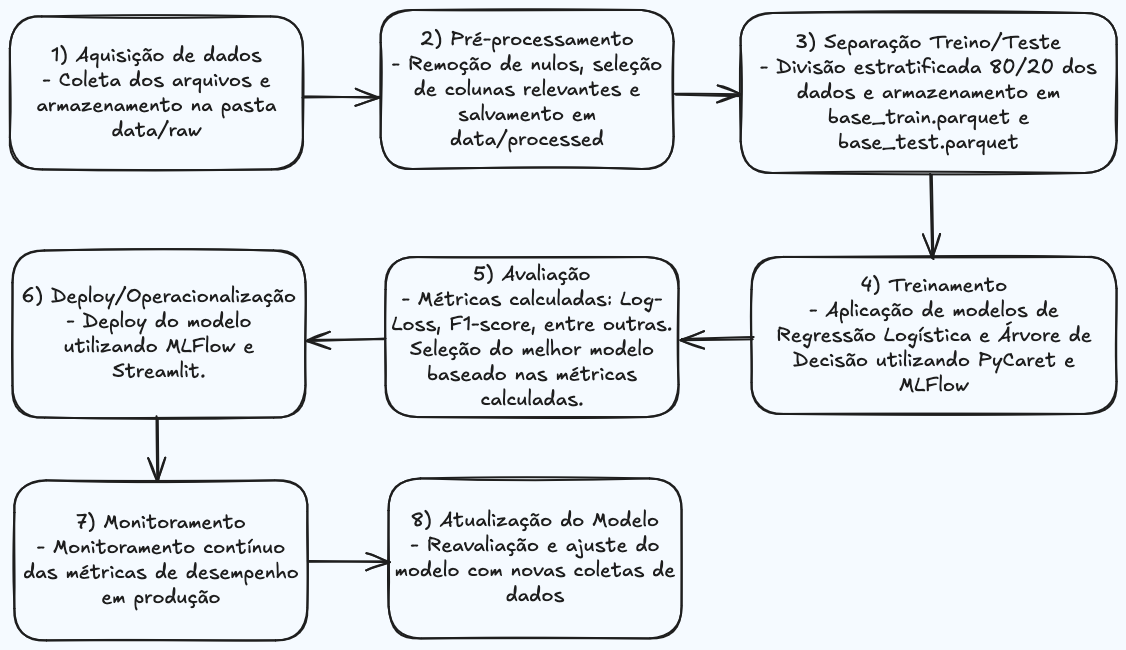 1) Aquisição de dados
- Coleta dos arquivos e
armazenamento na pasta
data/raw
2) Pré-processamento
- Remoção de nulos, seleção
de colunas relevantes e
salvamento em
data/processed
3) Separação Treino/Teste
- Divisão estratificada 80/20 dos
dados e armazenamento em
base_train.parquet e
base_test.parquet
4) Treinamento
- Aplicação de modelos de
Regressão Logística e Árvore de
Decisão utilizando PyCaret e
MLFlow
5) Avaliação
- Métricas calculadas: Log-
Loss, F1-score, entre outras.
Seleção do melhor modelo
baseado nas métricas
calculadas.
6) Deploy/Operacionalização
- Deploy do modelo
utilizando MLFlow e
Streamlit.
7) Monitoramento
- Monitoramento contínuo
das métricas de desempenho
em produção
8) Atualização do Modelo
- Reavaliação e ajuste do
modelo com novas coletas de
dados